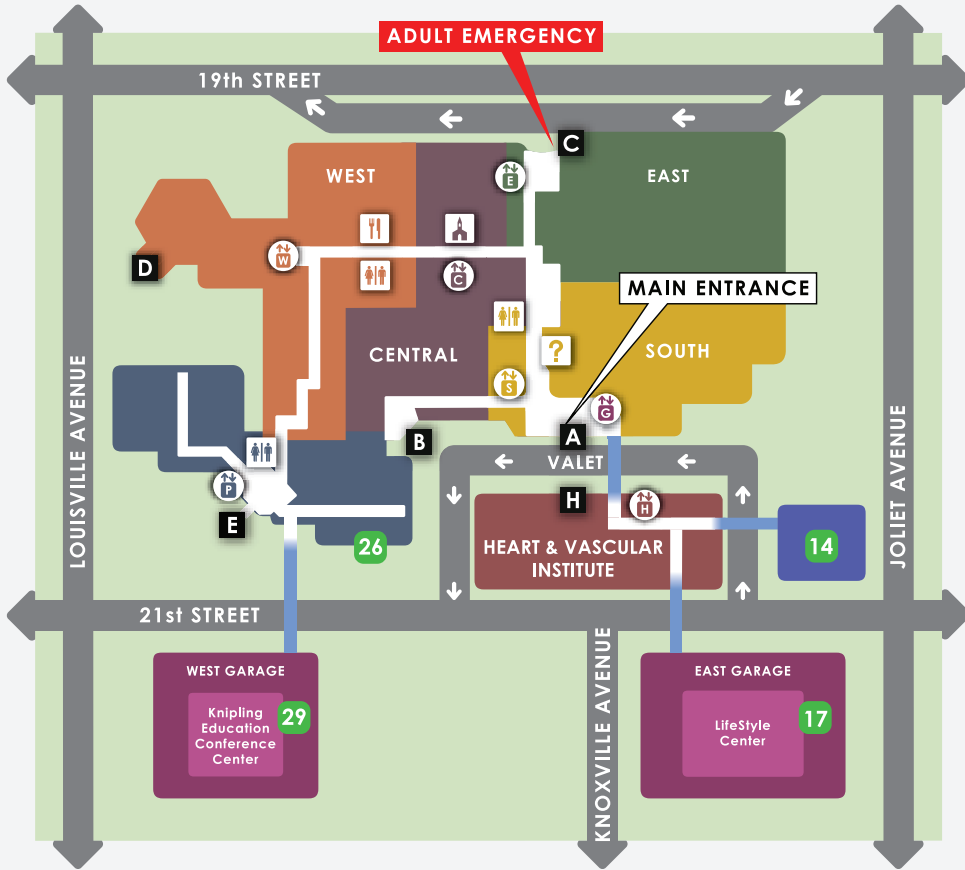 ADULT EMERGENCY
19th STREET
C
E
WEST
EAST
W
C
D
MAIN ENTRANCE
?
CENTRAL
SOUTH
S
G
B
A
VALET
LOUISVILLE AVENUE
JOLIET AVENUE
P
E
H
H
26
HEART & VASCULAR
INSTITUTE
14
21st STREET
KNOXVILLE AVENUE
WEST GARAGE
Knipling
Education
Conference
Center
29
EAST GARAGE
LifeStyle
Center
17